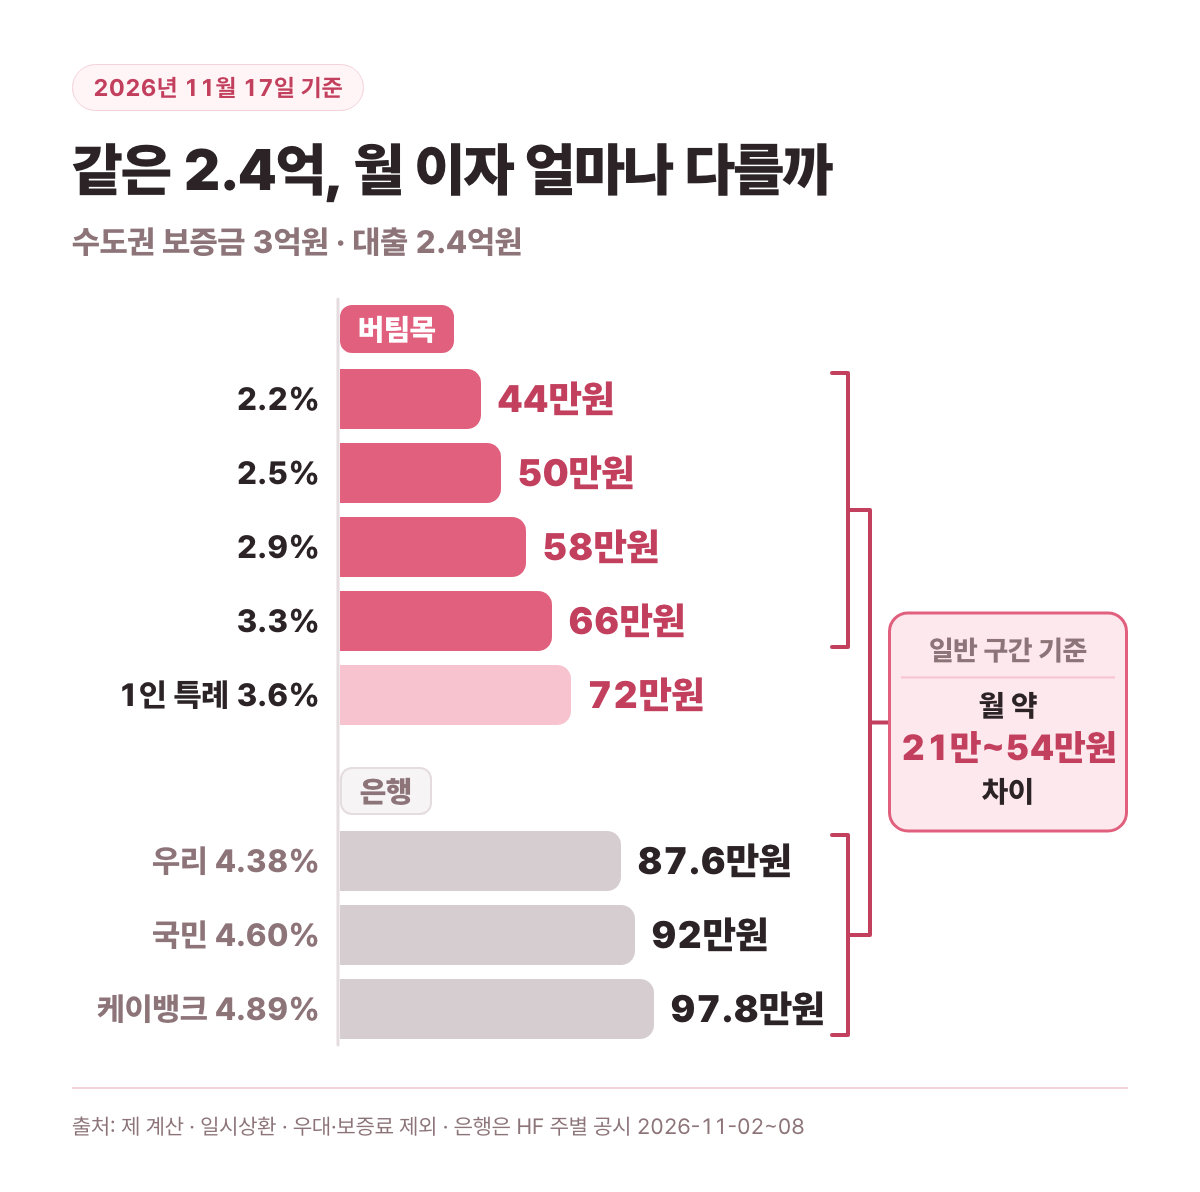 2026년 11월 17일 기준
같은 2.4억, 월 이자 얼마나 다를까
수도권 보증금 3억원 · 대출 2.4억원
버팀목
2.2% 44만원
2.5% 50만원
2.9% 58만원
3.3% 66만원
1인 특례 3.6% 72만원
일반 구간 기준
월 약
21만~54만원
차이
은행
우리 4.38% 87.6만원
국민 4.60% 92만원
케이뱅크 4.89% 97.8만원
출처: 제 계산 · 일시상환 · 우대·보증료 제외 · 은행은 HF 주별 공시 2026-11-02~08